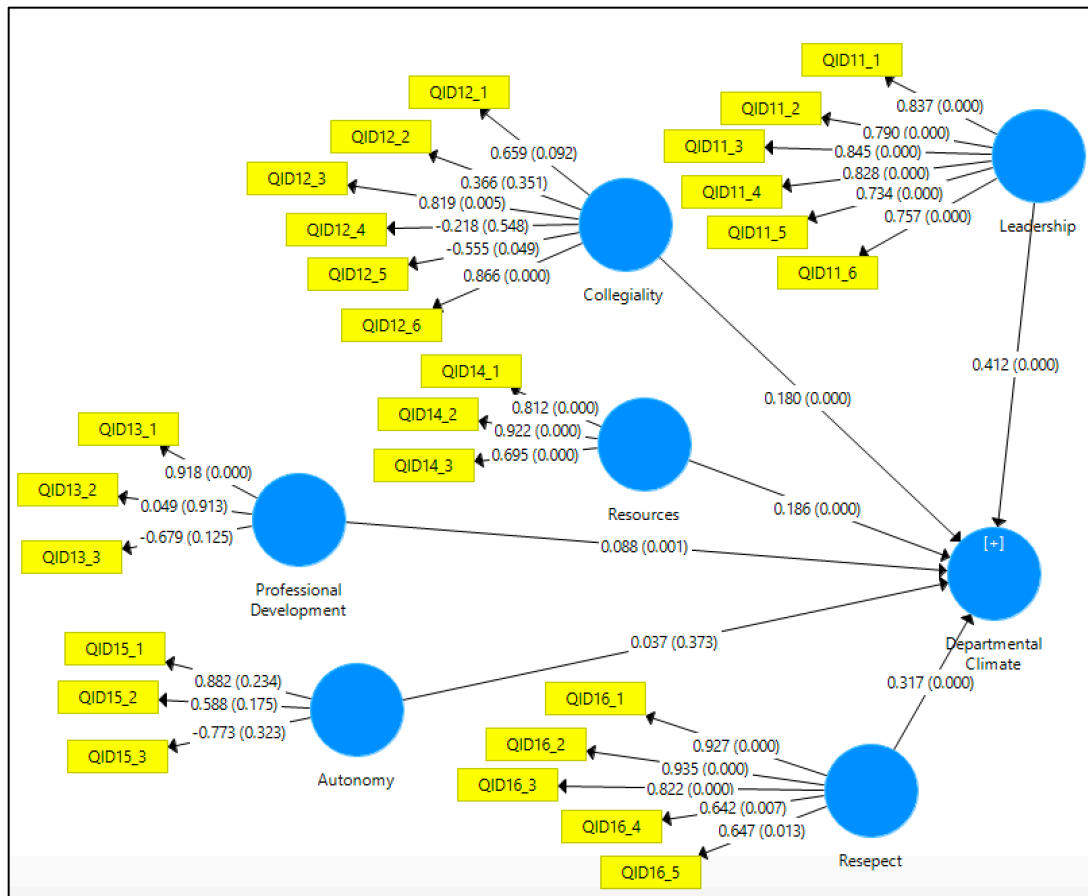 QID11_1
QID11_2
QID11_3
QID11_4
QID11_5
QID11_6
0.837 (0.000)
0.790 (0.000)
0.845 (0.000)
0.828 (0.000)
0.734 (0.000)
0.757 (0.000)
Leadership
0.412 (0.000)
QID12_1
QID12_2
QID12_3
QID12_4
QID12_5
QID12_6
0.659 (0.092)
0.366 (0.351)
0.819 (0.005)
-0.218 (0.548)
-0.555 (0.049)
0.866 (0.000)
Collegiality
0.180 (0.000)
QID14_1
QID14_2
QID14_3
0.812 (0.000)
0.922 (0.000)
0.695 (0.000)
Resources
0.186 (0.000)
QID13_1
QID13_2
QID13_3
0.918 (0.000)
0.049 (0.913)
-0.679 (0.125)
Professional
Development
0.088 (0.001)
[+]
Departmental
Climate
QID15_1
QID15_2
QID15_3
0.882 (0.234)
0.588 (0.175)
-0.773 (0.323)
Autonomy
0.037 (0.373)
QID16_1
QID16_2
QID16_3
QID16_4
QID16_5
0.927 (0.000)
0.935 (0.000)
0.822 (0.000)
0.642 (0.007)
0.647 (0.013)
Resepect
0.317 (0.000)